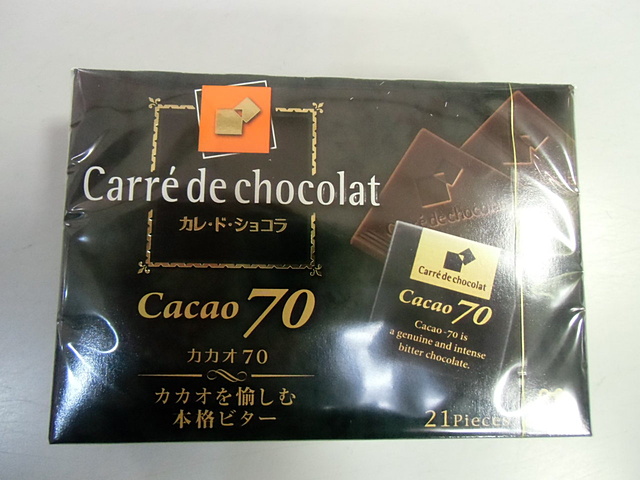 Carré de chocolat
カレ・ド・ショコラ
Cacao 70
カカオ70
カカオを愉しむ
本格ビター
Carré de chocolat
Carré de chocolat
Cacao 70
Cacao-70 is
a genuine and intense
bitter chocolate.
21Pieces